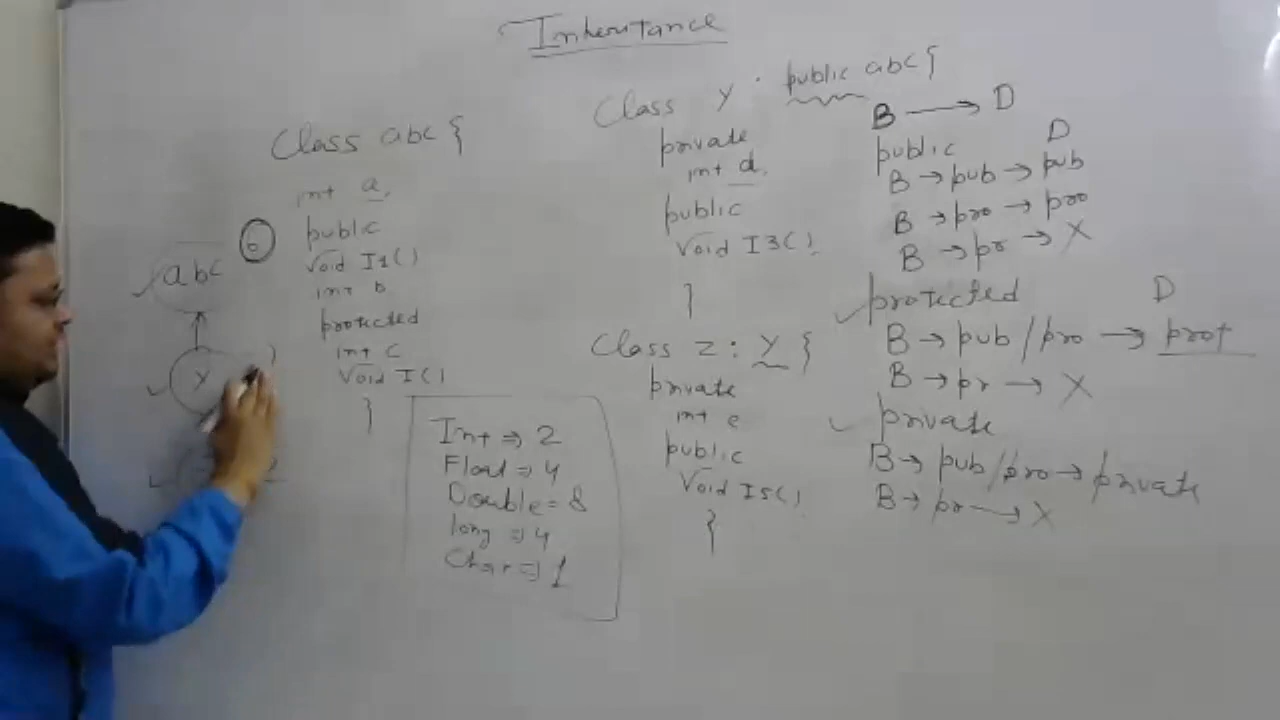 Inheritance
Class abc {
int a,
public
Void I1()
int b
protected
int c
Void I()
}
6
abc
y
Int => 2
Float => 4
Double = 8
long => 4
Char => 1
Class y : public abc {
private
int d,
public
Void I3()
}
Class z : y {
private
int e
public
Void I5()
}
B → D
public D
B → pub → pub
B → pro → pro
B → pr → X
protected D
B → pub/pro → prot
B → pr → X
private
B → pub/pro → private
B → pr → X